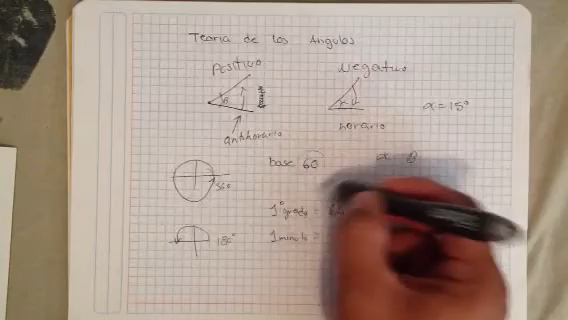 Teoria de los Angulos
Positivo
Negativo
α = 15°
antihorario
horario
base 60
α β
360
1° grado =
180°
1 minuto =